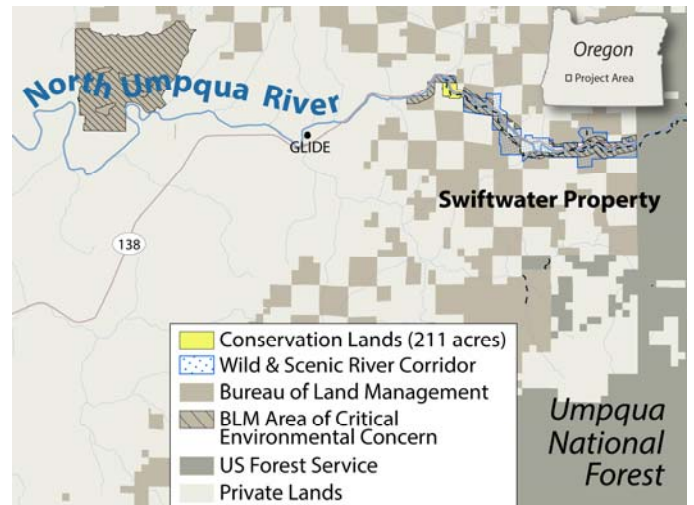 North Umpqua River
Oregon
Project Area
GLIDE
Swiftwater Property
138
Conservation Lands (211 acres)
Wild & Scenic River Corridor
Bureau of Land Management
BLM Area of Critical
Environmental Concern
US Forest Service
Private Lands
Umpqua
National
Forest